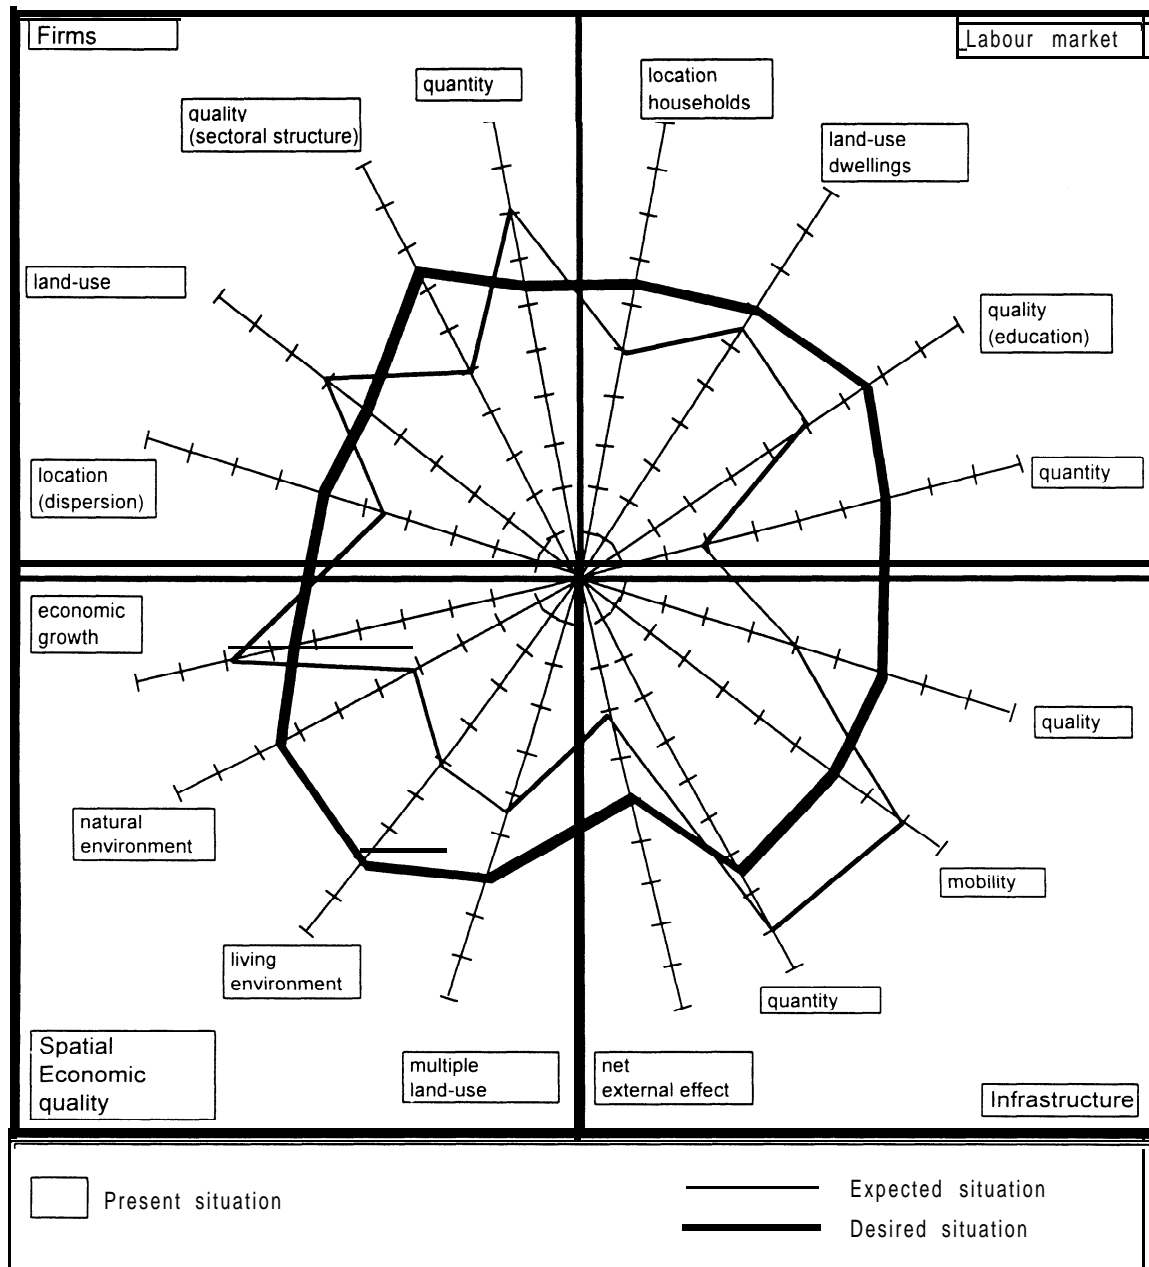 Firms
Labour market
quantity
location
households
quality
(sectoral structure)
land-use
dwellings
land-use
quality
(education)
location
(dispersion)
quantity
economic
growth
quality
natural
environment
mobility
living
environment
quantity
Spatial
Economic
quality
multiple
land-use
net
external effect
Infrastructure
Present situation
Expected situation
Desired situation